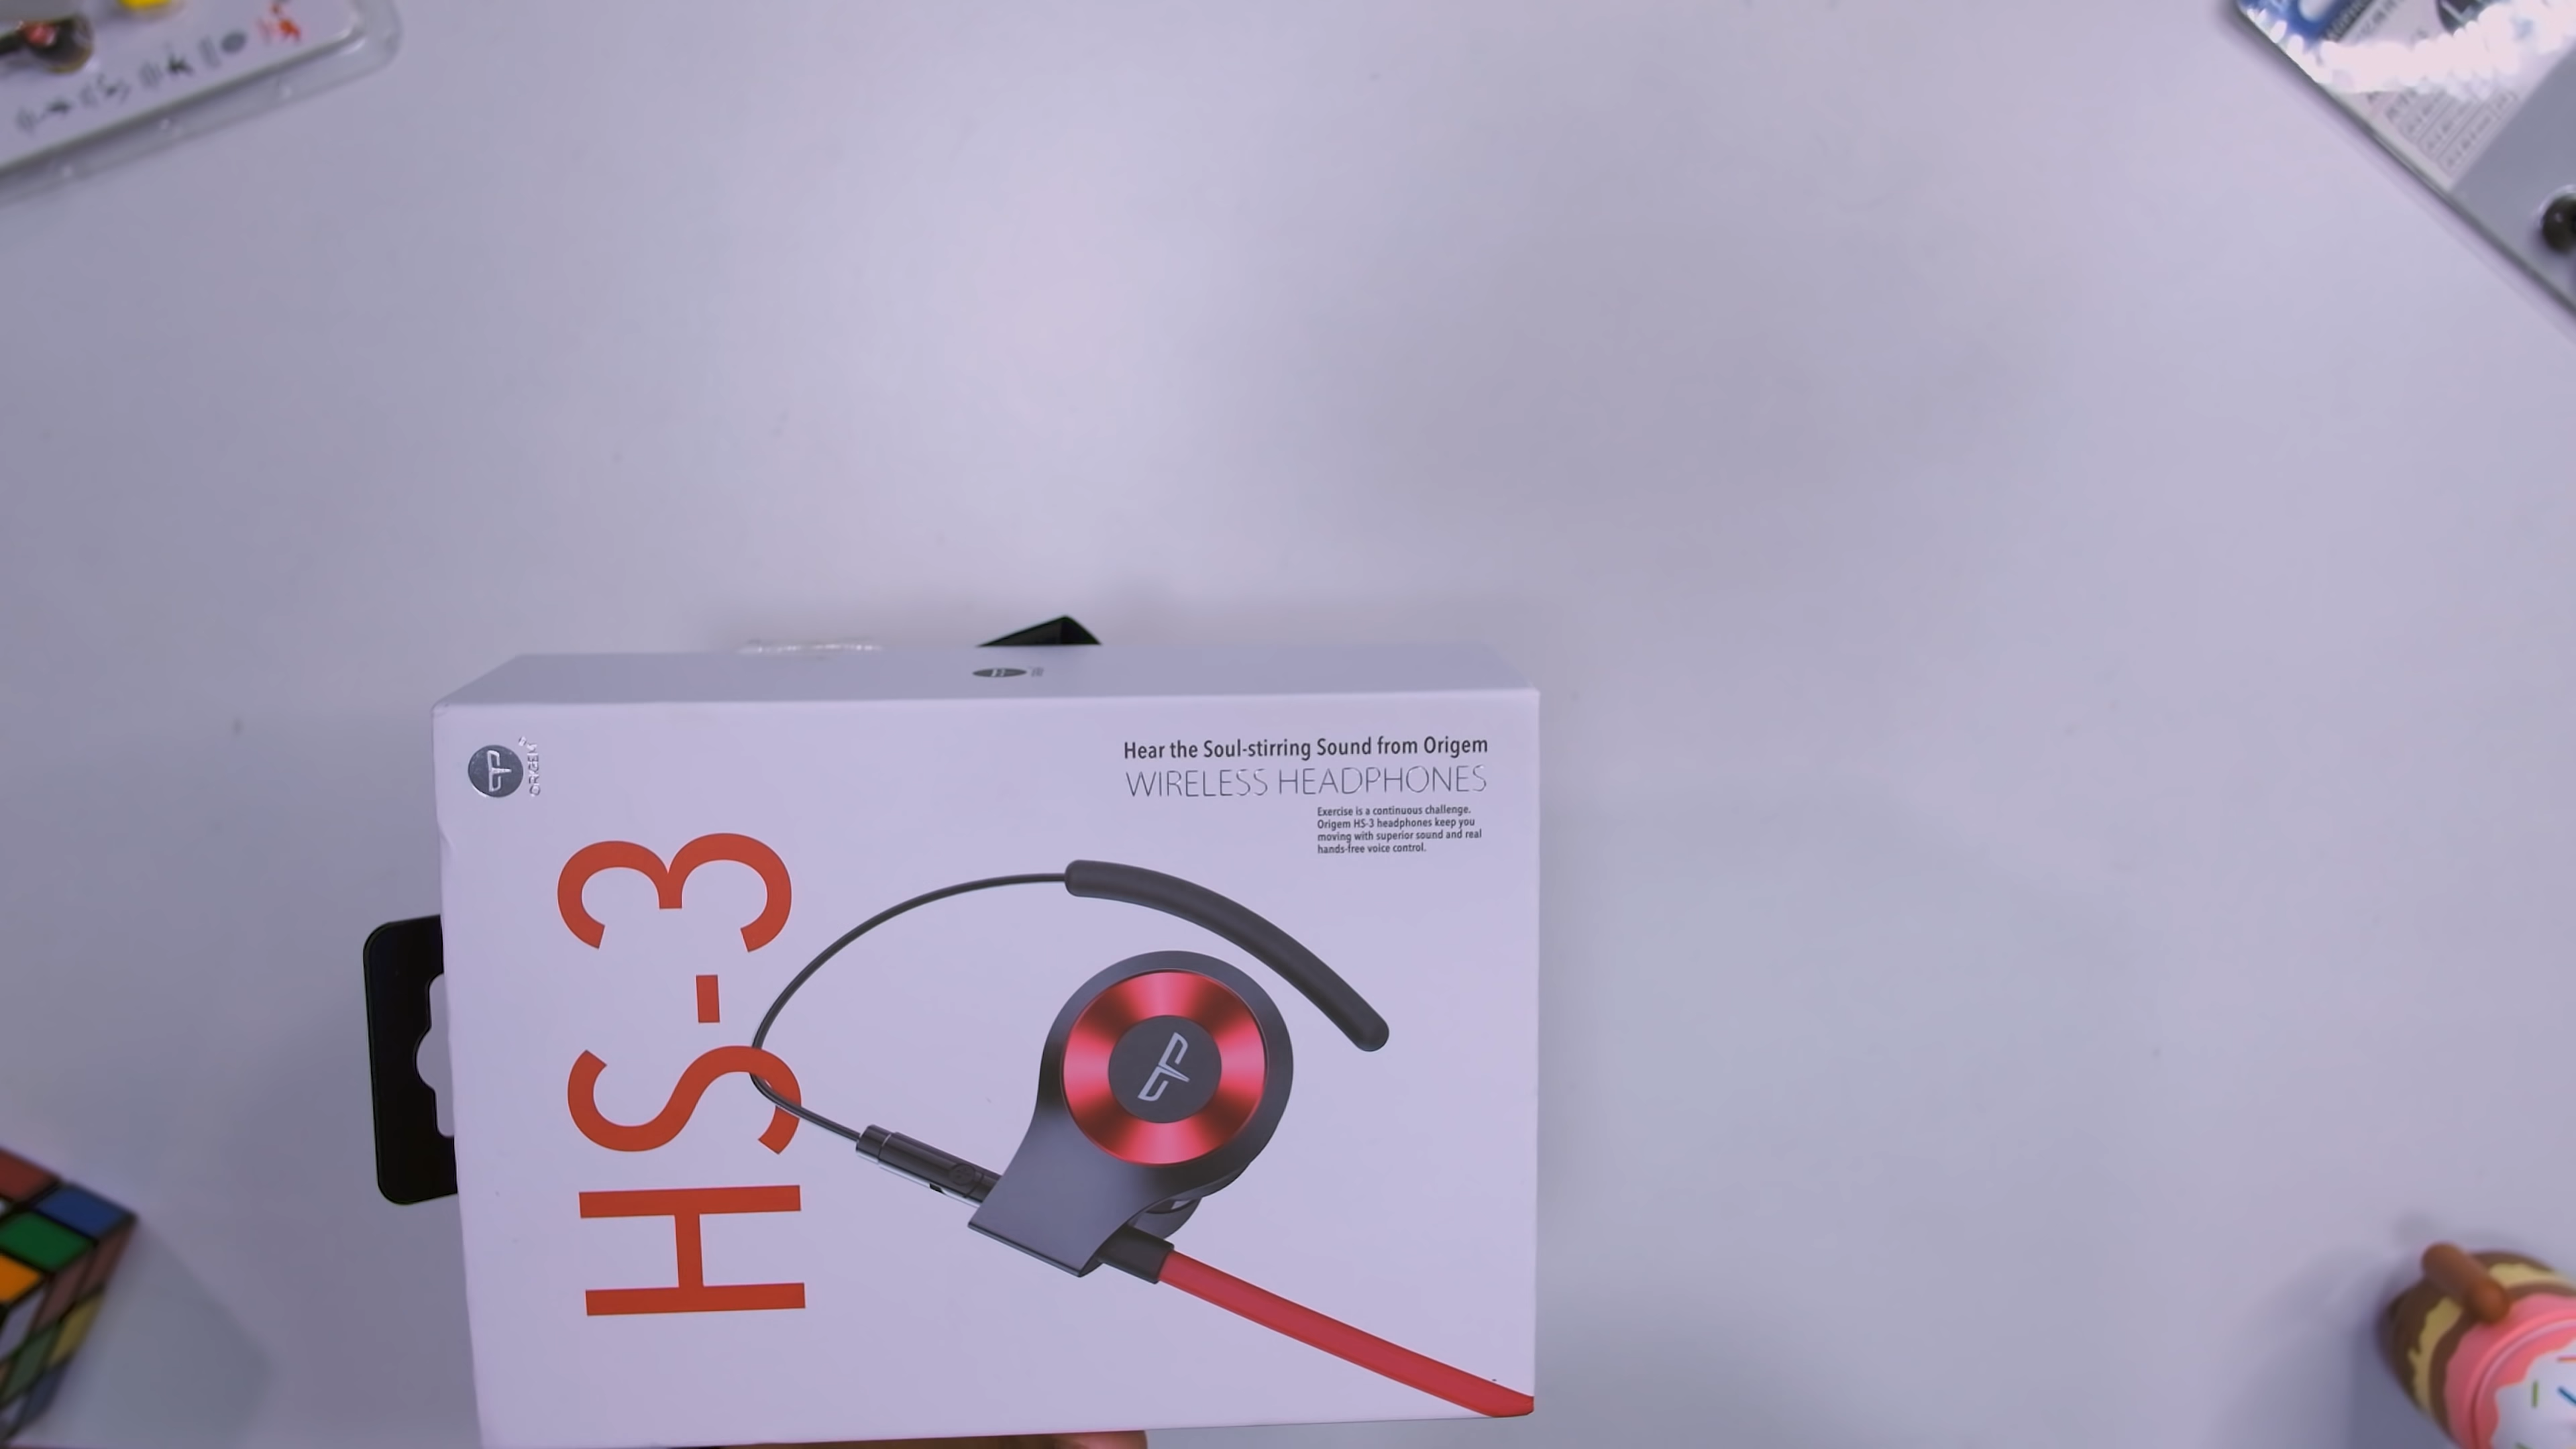 ORIGEM
Hear the Soul-stirring Sound from Origem
WIRELESS HEADPHONES
Exercise is a continuous challenge.
Origem HS-3 headphones keep you
moving with superior sound and real
hands-free voice control.
HS-3